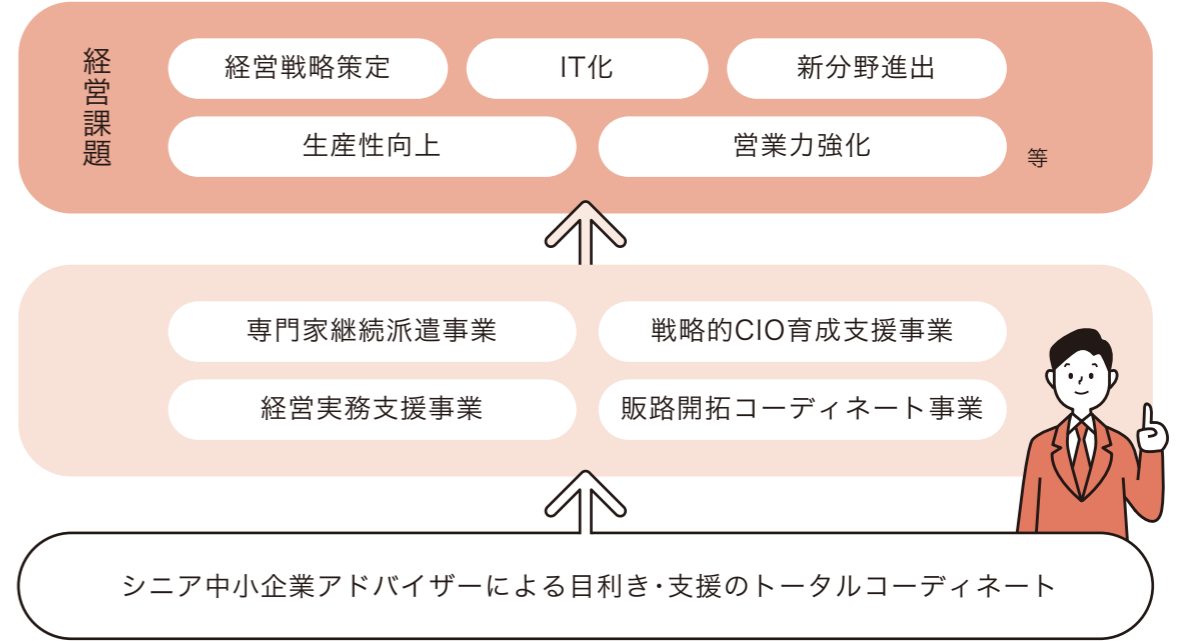 経営課題
経営戦略策定
IT化
新分野進出
生産性向上
営業力強化
等
専門家継続派遣事業
戦略的CIO育成支援事業
経営実務支援事業
販路開拓コーディネート事業
シニア中小企業アドバイザーによる目利き・支援のトータルコーディネート